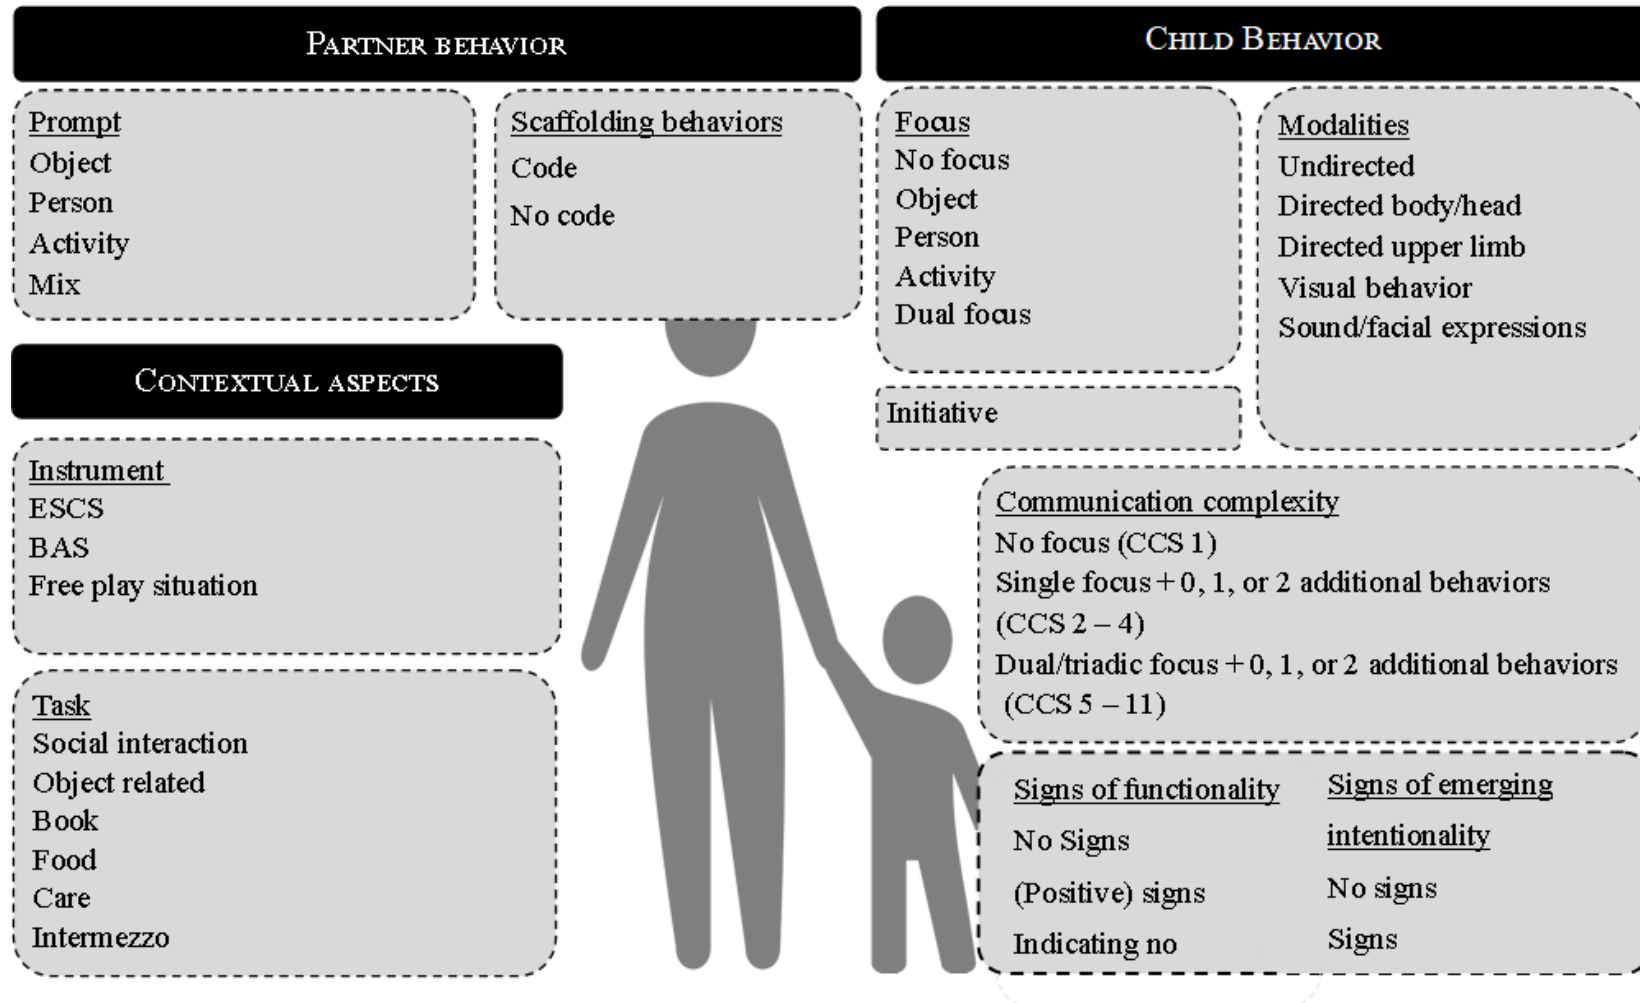 PARTNER BEHAVIOR
Prompt
Object
Person
Activity
Mix
Scaffolding behaviors
Code
No code
CONTEXTUAL ASPECTS
Instrument
ESCS
BAS
Free play situation
Task
Social interaction
Object related
Book
Food
Care
Intermezzo
CHILD BEHAVIOR
Focus
No focus
Object
Person
Activity
Dual focus
Initiative
Modalities
Undirected
Directed body/head
Directed upper limb
Visual behavior
Sound/facial expressions
Communication complexity
No focus (CCS 1)
Single focus + 0, 1, or 2 additional behaviors
(CCS 2 – 4)
Dual/triadic focus + 0, 1, or 2 additional behaviors
(CCS 5 – 11)
Signs of functionality
No Signs
(Positive) signs
Indicating no
Signs of emerging
intentionality
No signs
Signs